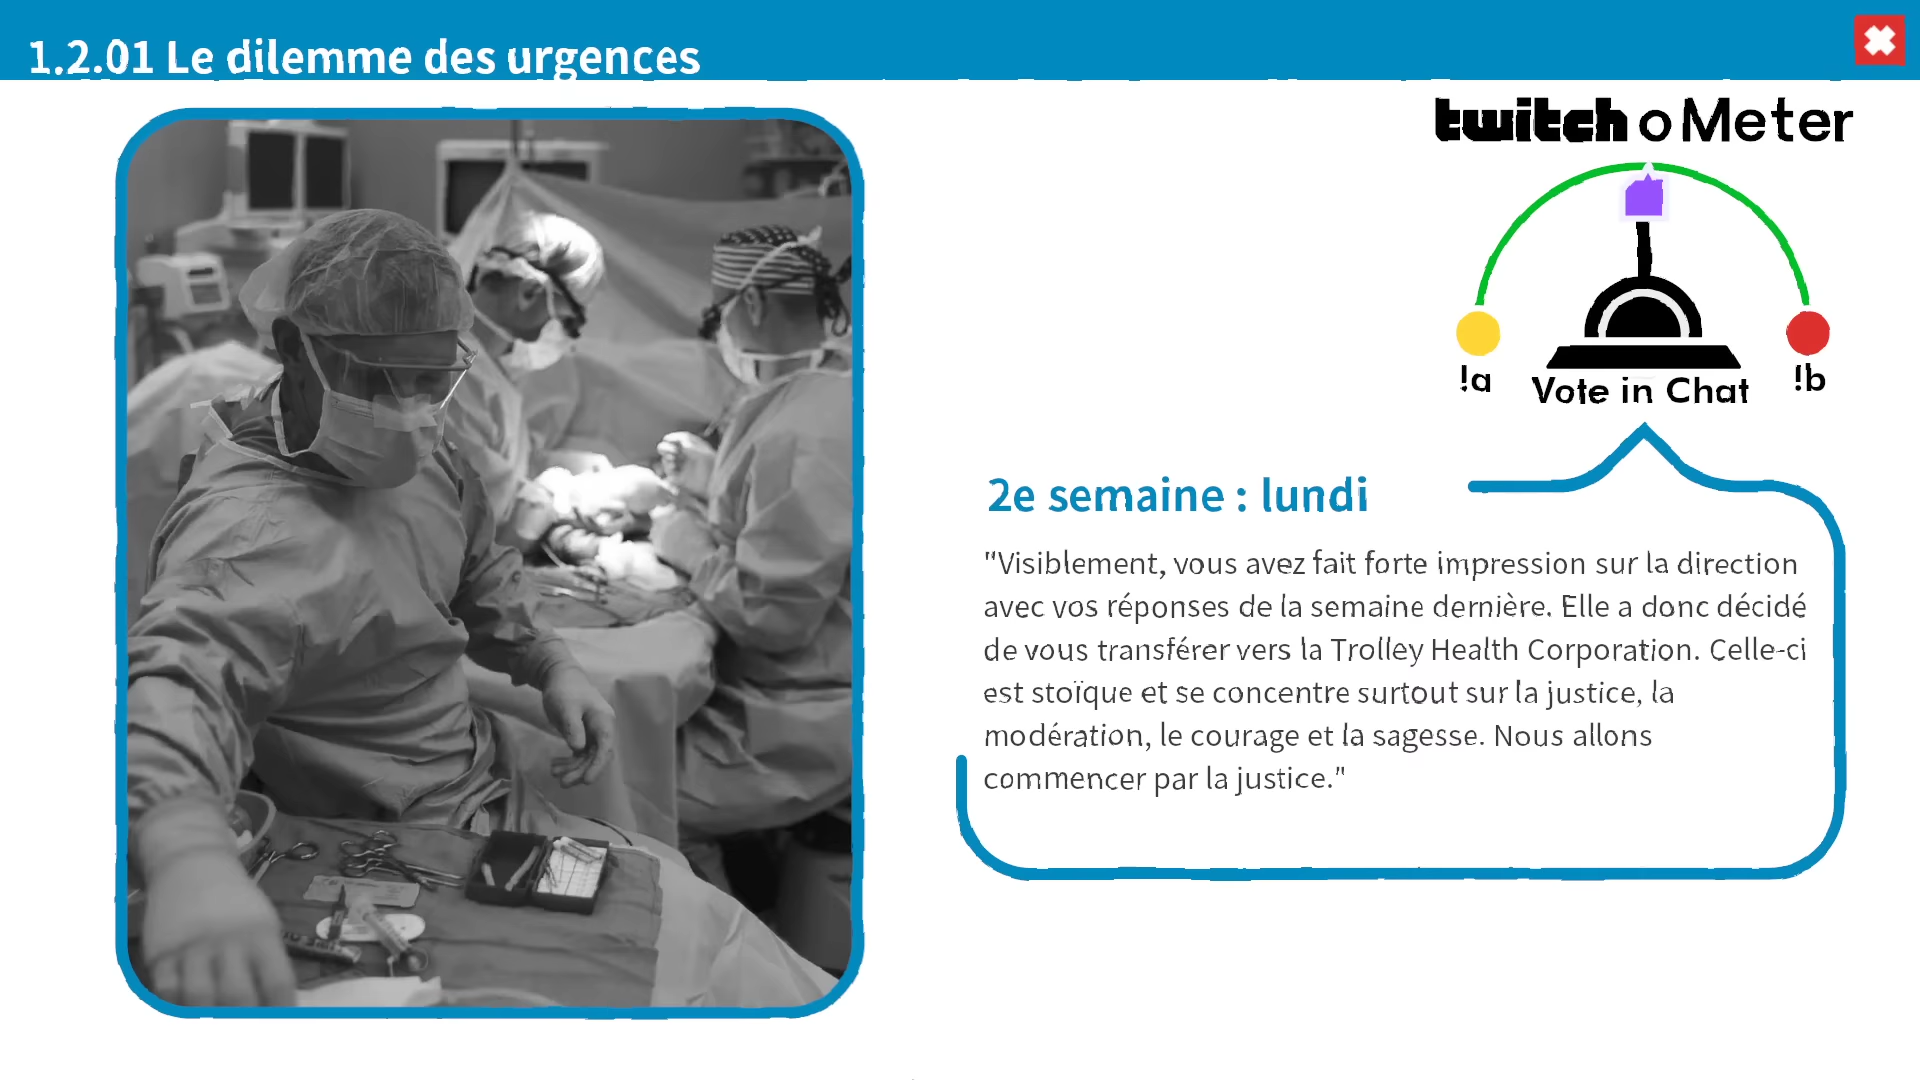 1.2.01 Le dilemme des urgences
twitch o Meter
!a
Vote in Chat
!b
2e semaine : lundi
"Visiblement, vous avez fait forte impression sur la direction
avec vos réponses de la semaine dernière. Elle a donc décidé
de vous transférer vers la Trolley Health Corporation. Celle-ci
est stoïque et se concentre surtout sur la justice, la
modération, le courage et la sagesse. Nous allons
commencer par la justice."